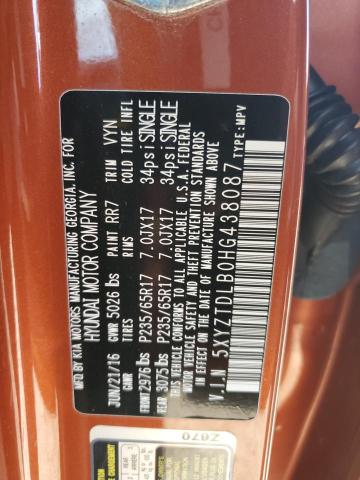 MFD. BY KIA MOTORS MANUFACTURING GEORGIA, INC. FOR
HYUNDAI MOTOR COMPANY
JUN/21/16 GVWR 5026 lbs PAINT RR7 TRIM VYN
GAWR TIRES RIMS COLD TIRE INFL
FRONT 2976 lbs P235/65R17 7.0JX17 34psi SINGLE
REAR 3075 lbs P235/65R17 7.0JX17 34psi SINGLE
THIS VEHICLE CONFORMS TO ALL APPLICABLE U.S.A. FEDERAL
MOTOR VEHICLE SAFETY BUMPER AND THEFT PREVENTION STANDARDS
IN EFFECT ON THE DATE OF MANUFACTURE SHOWN ABOVE
V.I.N 5XYZTDLB0HG438087 TYPE: MPV
Z070